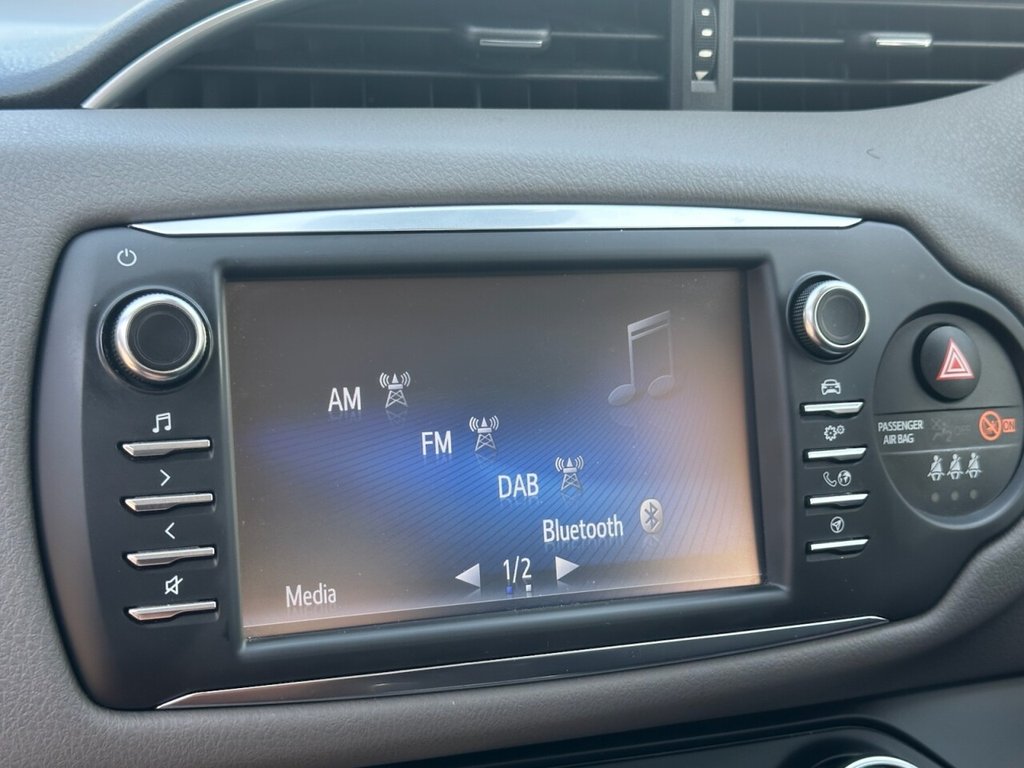 AM
FM
DAB
Bluetooth
1/2
Media
PASSENGER
AIR BAG
ON